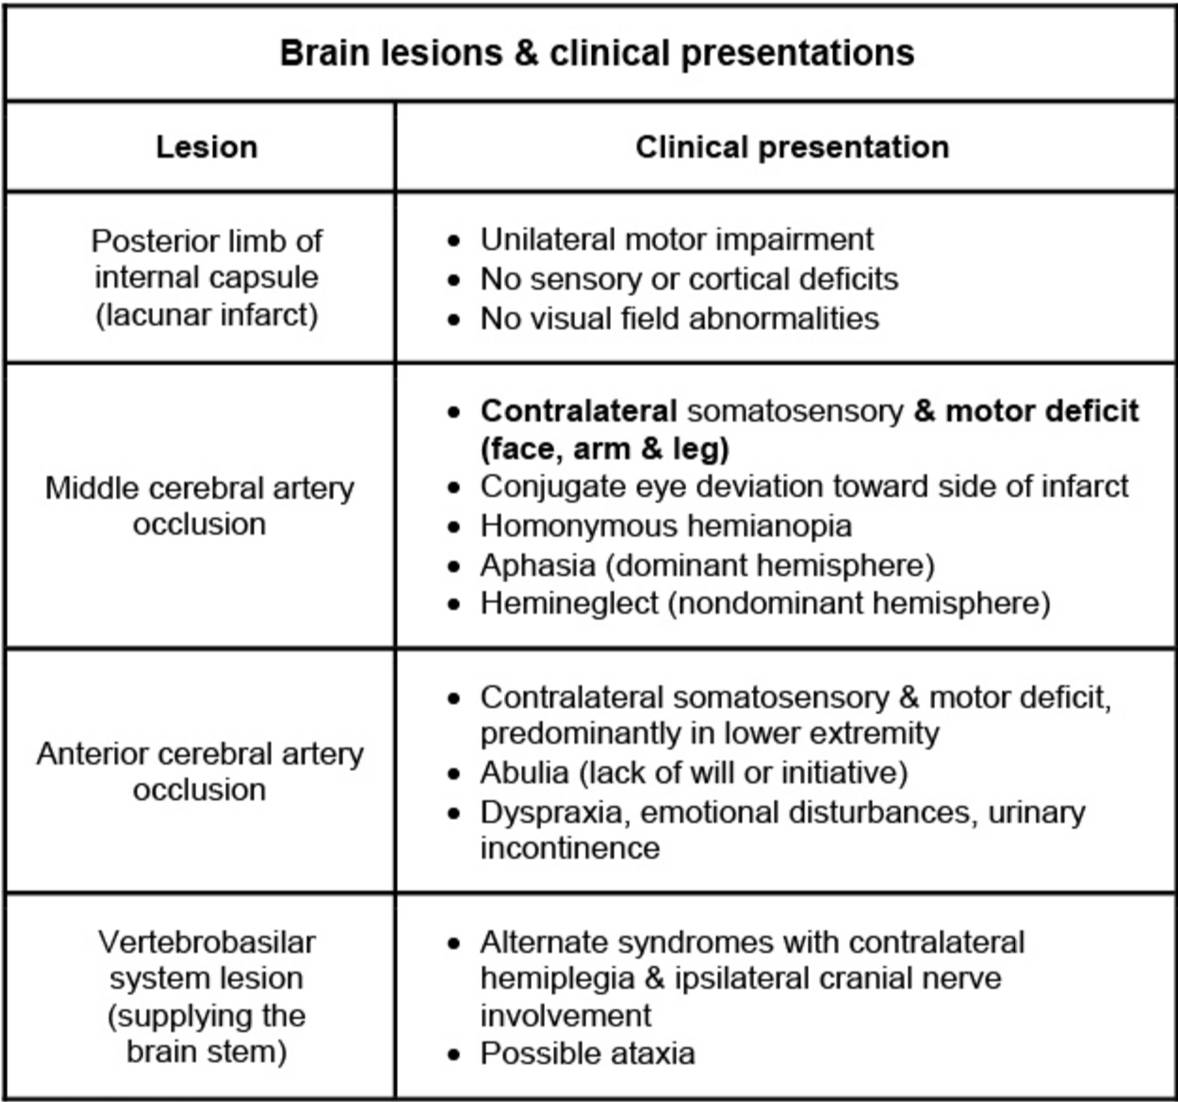 Brain lesions & clinical presentations
Lesion
Clinical presentation
Posterior limb of
internal capsule
(lacunar infarct)
• Unilateral motor impairment
• No sensory or cortical deficits
• No visual field abnormalities
Middle cerebral artery
occlusion
• Contralateral somatosensory & motor deficit
(face, arm & leg)
• Conjugate eye deviation toward side of infarct
• Homonymous hemianopia
• Aphasia (dominant hemisphere)
• Hemineglect (nondominant hemisphere)
Anterior cerebral artery
occlusion
• Contralateral somatosensory & motor deficit,
predominantly in lower extremity
• Abulia (lack of will or initiative)
• Dyspraxia, emotional disturbances, urinary
incontinence
Vertebrobasilar
system lesion
(supplying the
brain stem)
• Alternate syndromes with contralateral
hemiplegia & ipsilateral cranial nerve
involvement
• Possible ataxia